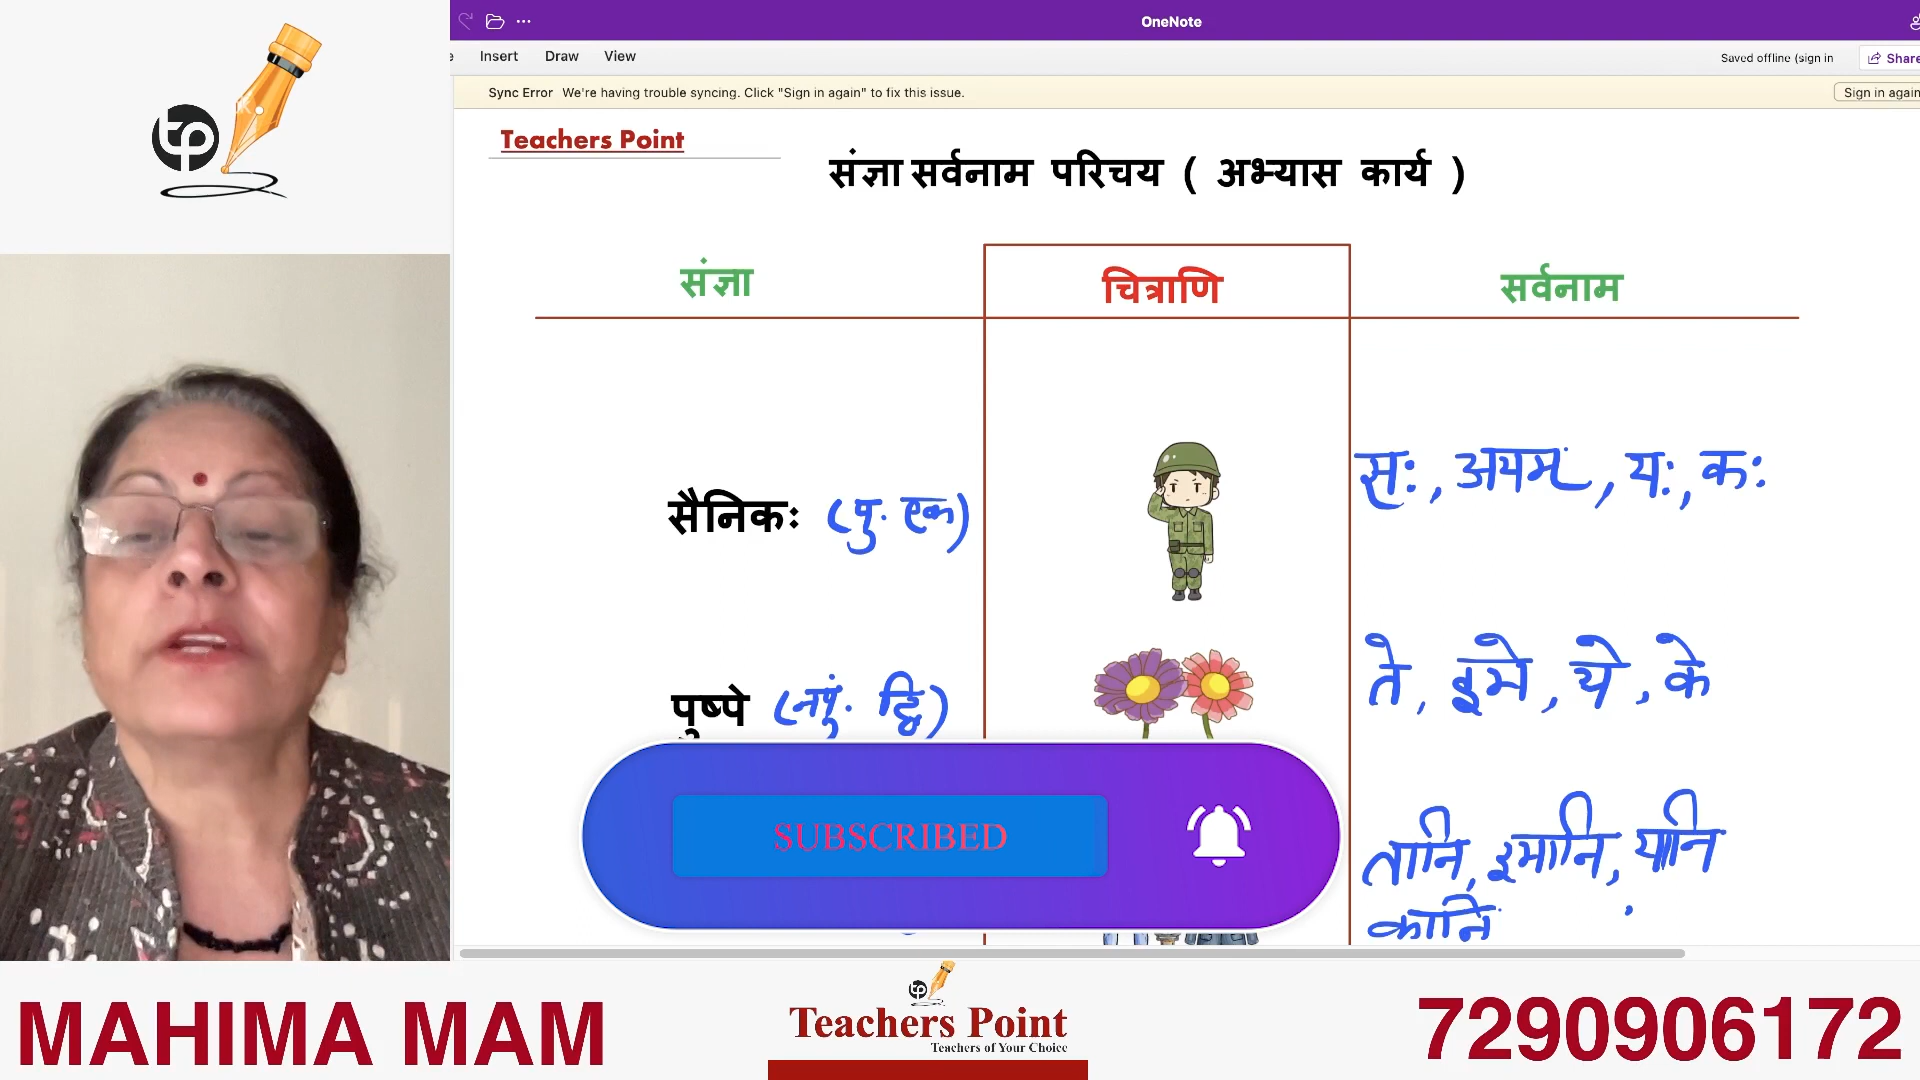 OneNote
Insert Draw View
Saved offline (sign in
Share
Sync Error We're having trouble syncing. Click "Sign in again" to fix this issue.
Sign in again
Teachers Point
संज्ञा सर्वनाम परिचय ( अभ्यास कार्य )
संज्ञा चित्राणि सर्वनाम
सैनिकः (पु. एक) सः, अयम्, यः, कः
पुष्पे (नपुं. द्वि) ते, इमे, ये, के
SUBSCRIBED
तानि, इमानि, यानि
कानि
tp
MAHIMA MAM
tp
Teachers Point
Teachers of Your Choice
7290906172